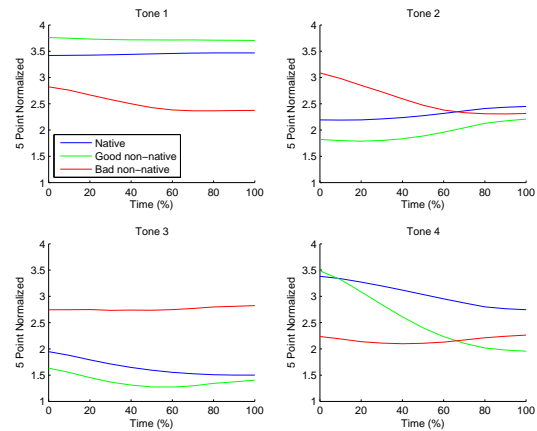 Tone 1
5 Point Normalized
4
3.5
3
2.5
2
1.5
1
Native
Good non−native
Bad non−native
0 20 40 60 80 100
Time (%)
Tone 2
5 Point Normalized
4
3.5
3
2.5
2
1.5
1
0 20 40 60 80 100
Time (%)
Tone 3
5 Point Normalized
4
3.5
3
2.5
2
1.5
1
0 20 40 60 80 100
Time (%)
Tone 4
5 Point Normalized
4
3.5
3
2.5
2
1.5
1
0 20 40 60 80 100
Time (%)